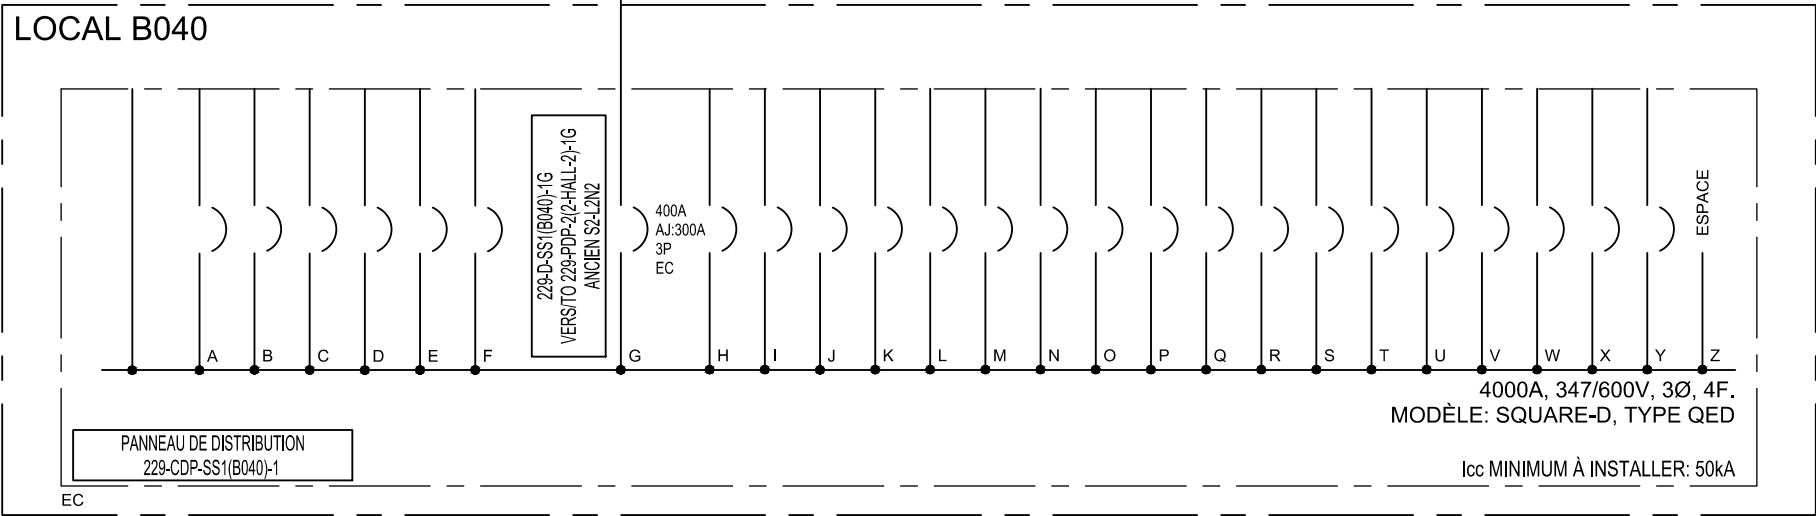 LOCAL B040
229-D-SS1(B040)-1G
VERS/TO 229-PDP-2(2-HALL-2)-1G
ANCIEN S2-L2N2
400A
AJ:300A
3P
EC
ESPACE
A B C D E F G H I J K L M N O P Q R S T U V W X Y Z
4000A, 347/600V, 3Ø, 4F.
MODÈLE: SQUARE-D, TYPE QED
PANNEAU DE DISTRIBUTION
229-CDP-SS1(B040)-1
Icc MINIMUM À INSTALLER: 50kA
EC